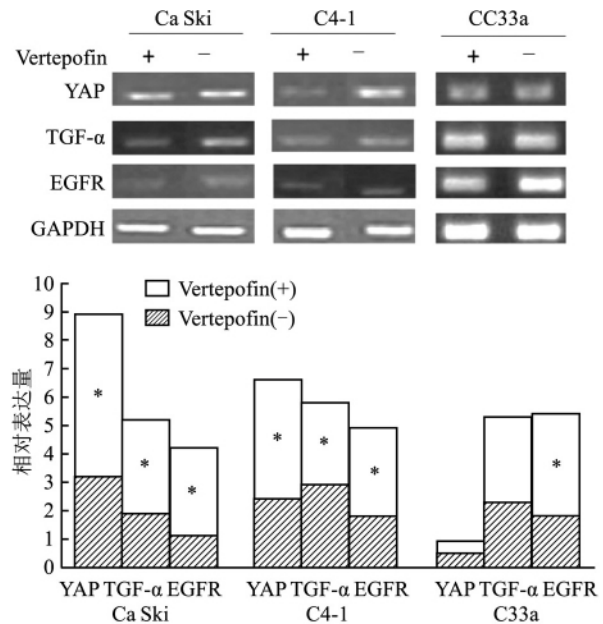 Ca Ski C4-1 CC33a
Vertepofin + − + − + −
YAP
TGF-α
EGFR
GAPDH
10
9
8
7
6
5
4
3
2
1
0
相对表达量
Vertepofin(+)
Vertepofin(−)
* * * * * * *
YAP TGF-α EGFR YAP TGF-α EGFR YAP TGF-α EGFR
Ca Ski C4-1 C33a